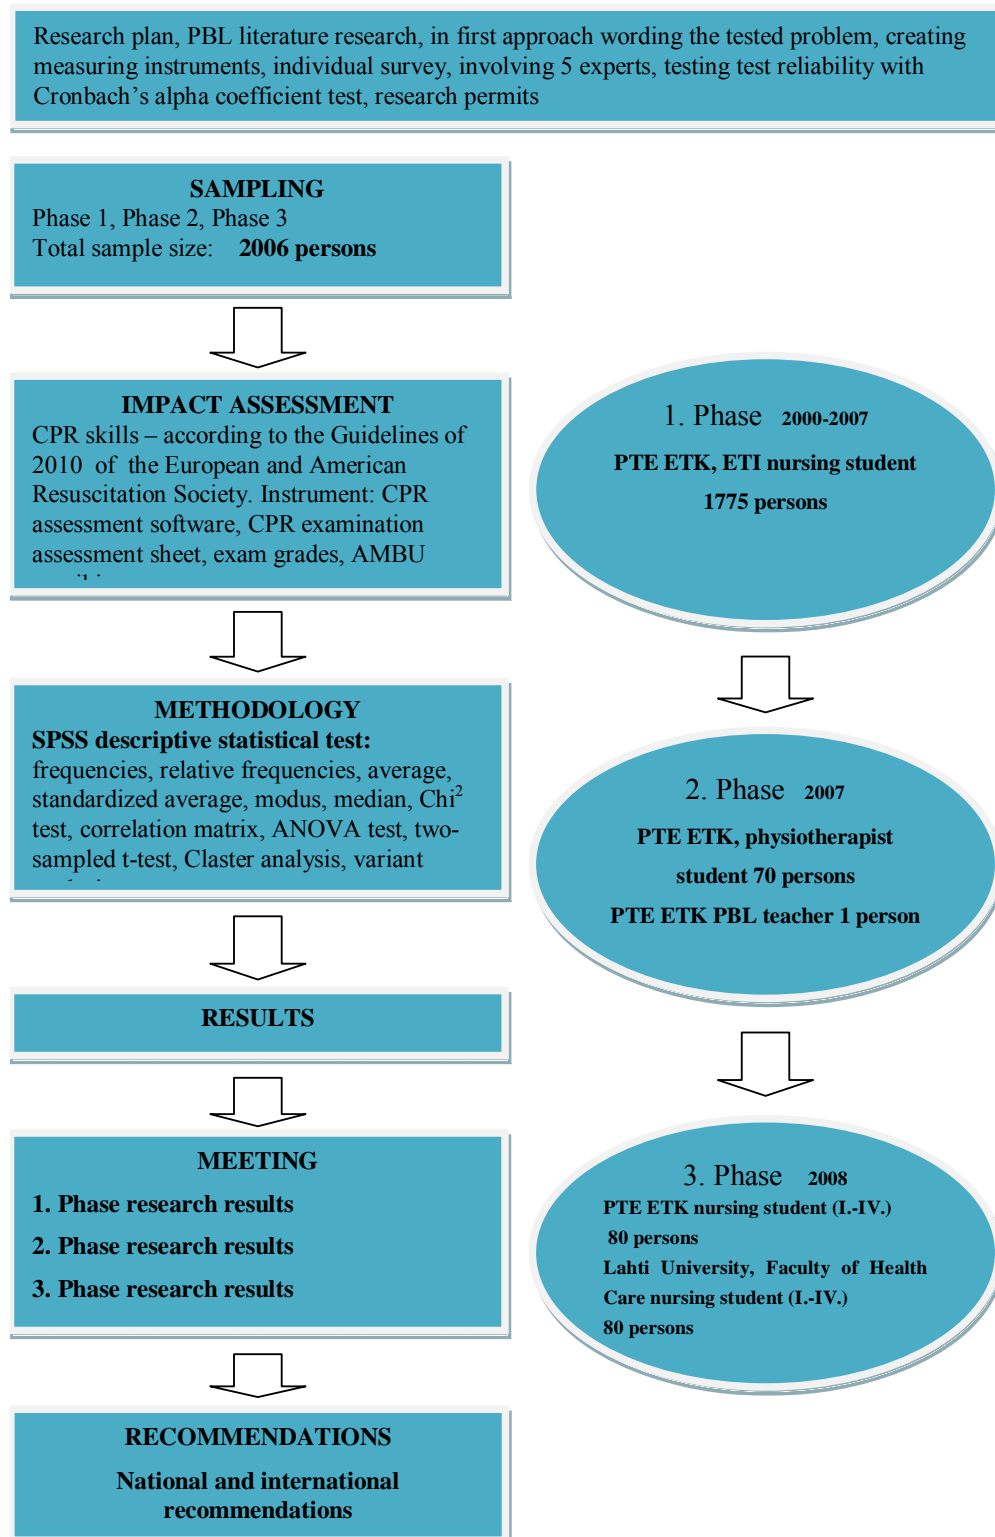 Research plan, PBL literature research, in first approach wording the tested problem, creating
measuring instruments, individual survey, involving 5 experts, testing test reliability with
Cronbach’s alpha coefficient test, research permits
SAMPLING
Phase 1, Phase 2, Phase 3
Total sample size: 2006 persons
IMPACT ASSESSMENT
CPR skills – according to the Guidelines of
2010 of the European and American
Resuscitation Society. Instrument: CPR
assessment software, CPR examination
assessment sheet, exam grades, AMBU
METHODOLOGY
SPSS descriptive statistical test:
frequencies, relative frequencies, average,
standardized average, modus, median, Chi²
test, correlation matrix, ANOVA test, two-
sampled t-test, Claster analysis, variant
RESULTS
MEETING
1. Phase research results
2. Phase research results
3. Phase research results
RECOMMENDATIONS
National and international
recommendations
1. Phase 2000-2007
PTE ETK, ETI nursing student
1775 persons
2. Phase 2007
PTE ETK, physiotherapist
student 70 persons
PTE ETK PBL teacher 1 person
3. Phase 2008
PTE ETK nursing student (I.-IV.)
80 persons
Lahti University, Faculty of Health
Care nursing student (I.-IV.)
80 persons